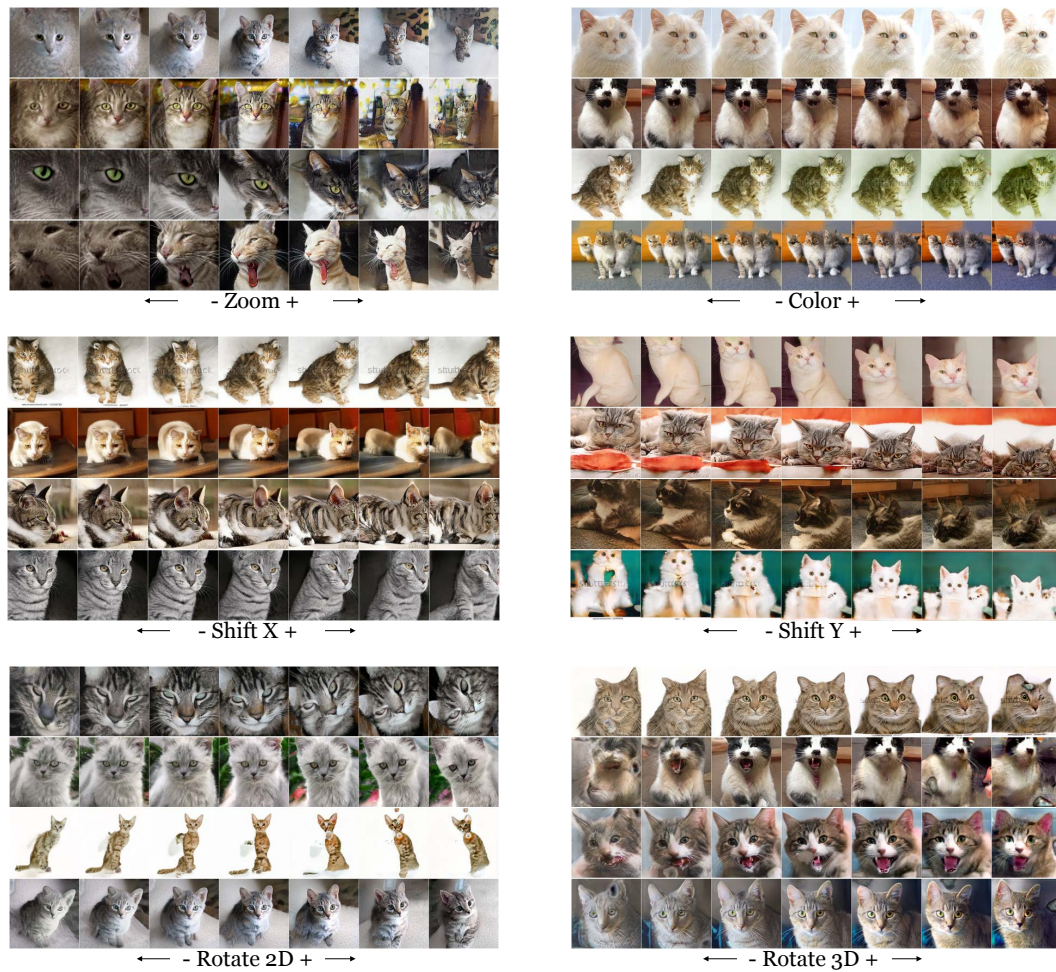 - Zoom +
- Color +
- Shift X +
- Shift Y +
- Rotate 2D +
- Rotate 3D +